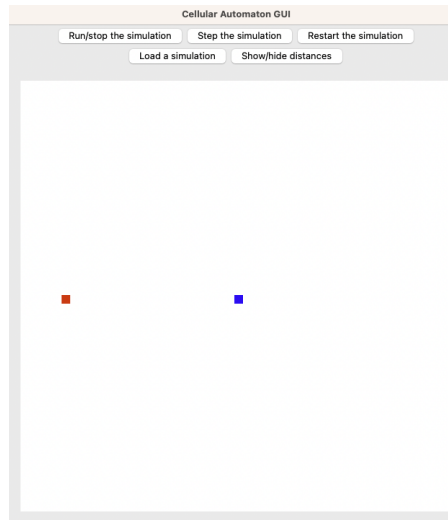 Cellular Automaton GUI
Run/stop the simulation Step the simulation Restart the simulation
Load a simulation Show/hide distances